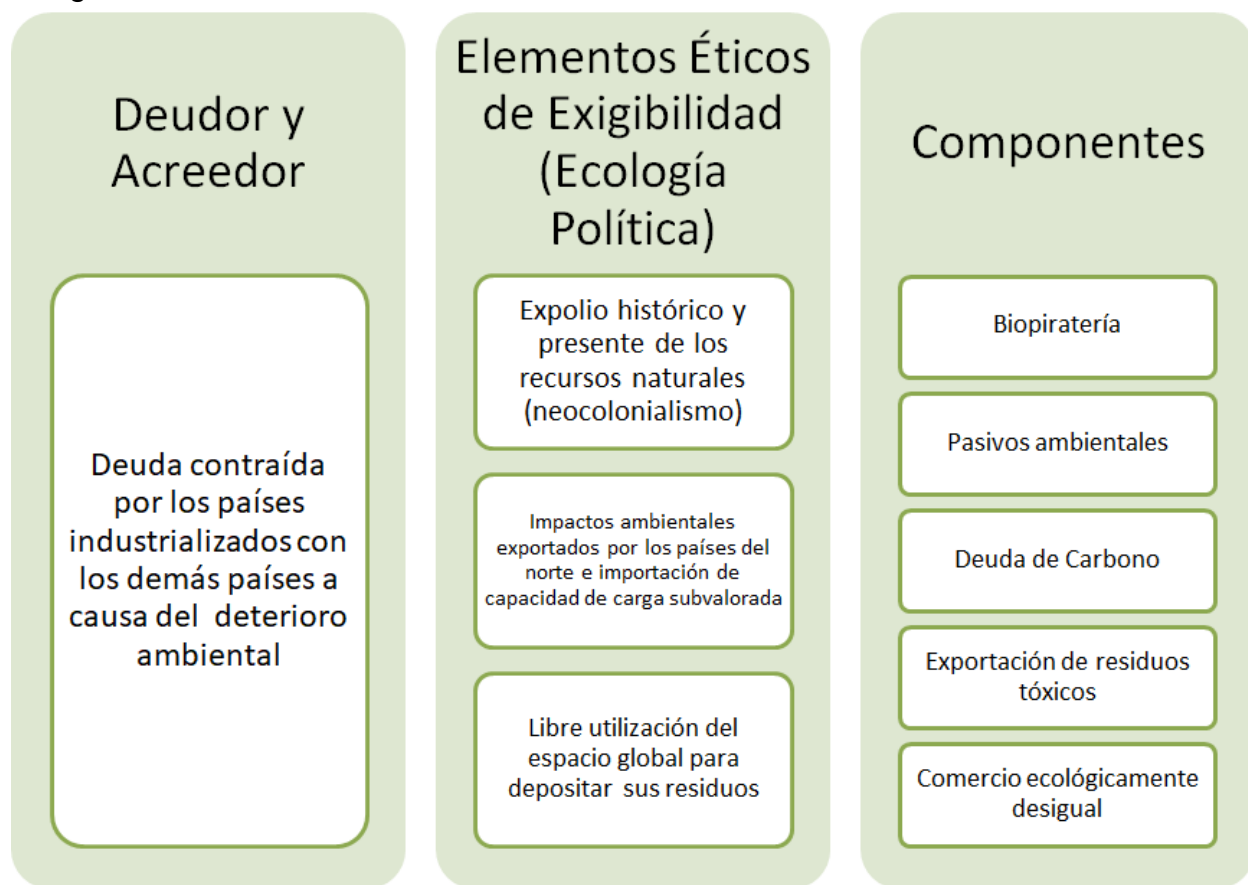 Deudor y
Acreedor
Deuda contraída
por los países
industrializados con
los demás países a
causa del deterioro
ambiental
Elementos Éticos
de Exigibilidad
(Ecología
Política)
Expolio histórico y
presente de los
recursos naturales
(neocolonialismo)
Impactos ambientales
exportados por los países del
norte e importación de
capacidad de carga subvalorada
Libre utilización del
espacio global para
depositar sus residuos
Componentes
Biopiratería
Pasivos ambientales
Deuda de Carbono
Exportación de residuos
tóxicos
Comercio ecológicamente
desigual